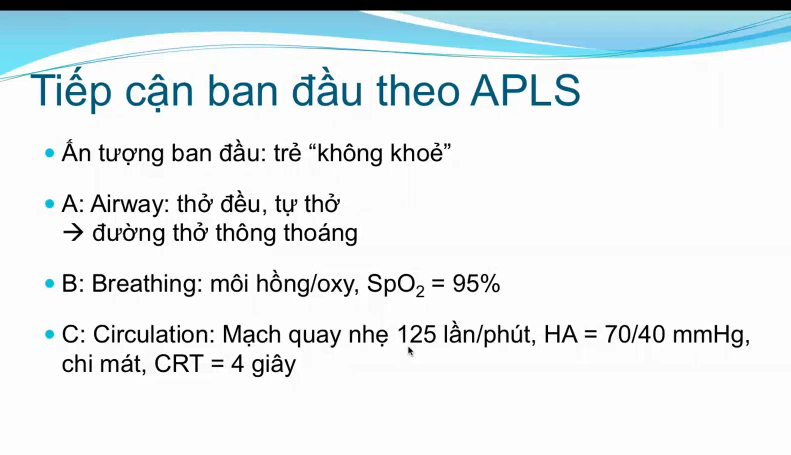 Tiếp cận ban đầu theo APLS
• Ấn tượng ban đầu: trẻ “không khoẻ”
• A: Airway: thở đều, tự thở
→ đường thở thông thoáng
• B: Breathing: môi hồng/oxy, SpO₂ = 95%
• C: Circulation: Mạch quay nhẹ 125 lần/phút, HA = 70/40 mmHg,
chi mát, CRT = 4 giây